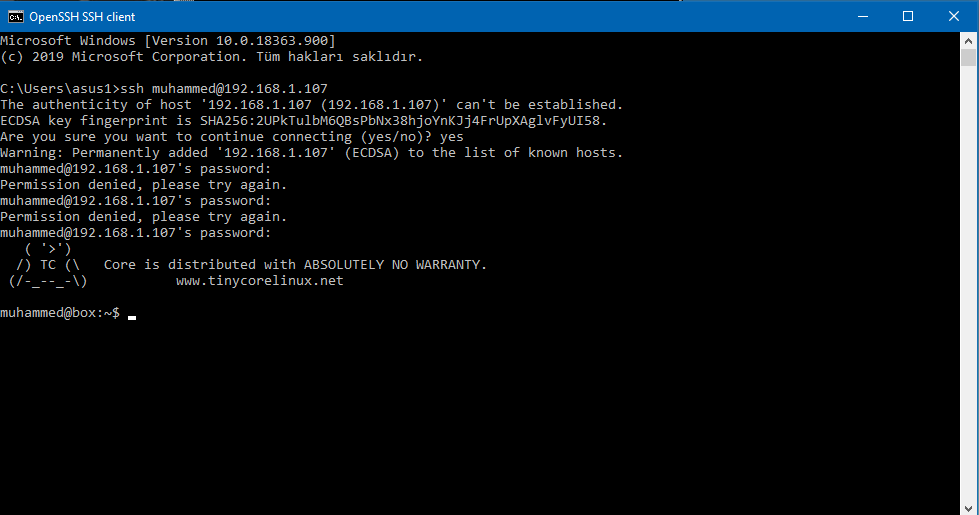 OpenSSH SSH client
Microsoft Windows [Version 10.0.18363.900]
(c) 2019 Microsoft Corporation. Tüm hakları saklıdır.
C:\Users\asus1>ssh muhammed@192.168.1.107
The authenticity of host '192.168.1.107 (192.168.1.107)' can't be established.
ECDSA key fingerprint is SHA256:2UPkTulbM6QBsPbNx38hjoYnKJj4FrUpXAglvFyUI58.
Are you sure you want to continue connecting (yes/no)? yes
Warning: Permanently added '192.168.1.107' (ECDSA) to the list of known hosts.
muhammed@192.168.1.107's password:
Permission denied, please try again.
muhammed@192.168.1.107's password:
Permission denied, please try again.
muhammed@192.168.1.107's password:
   ( '>')
  /) TC (\   Core is distributed with ABSOLUTELY NO WARRANTY.
 (/-_--_-\)           www.tinycorelinux.net
muhammed@box:~$